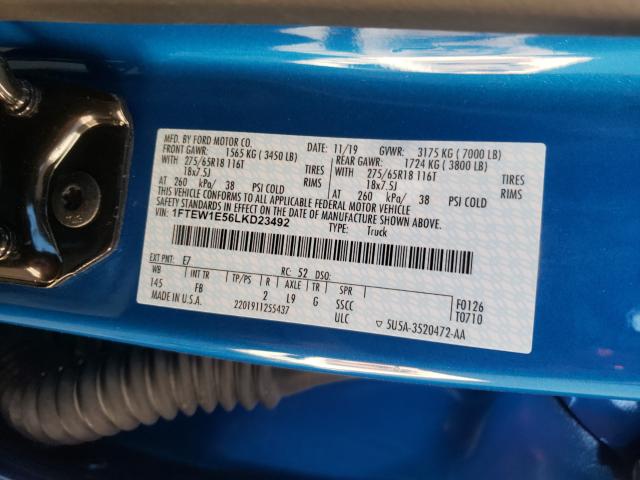 MFD. BY FORD MOTOR CO. DATE: 11/19 GVWR: 3175 KG ( 7000 LB)
FRONT GAWR: 1565 KG ( 3450 LB) REAR GAWR: 1724 KG ( 3800 LB)
WITH 275/65R18 116T TIRES WITH 275/65R18 116T TIRES
18x7.5J RIMS 18x7.5J RIMS
AT 260 kPa/ 38 PSI COLD AT 260 kPa/ 38 PSI COLD
THIS VEHICLE CONFORMS TO ALL APPLICABLE FEDERAL MOTOR VEHICLE
SAFETY STANDARDS IN EFFECT ON THE DATE OF MANUFACTURE SHOWN ABOVE.
VIN: 1FTEW1E56LKD23492 TYPE: Truck
EXT PNT: E7 RC: 52 DSO:
WB INT TR TP/PS R AXLE TR SPR
145 FB 2 L9 G SSCC F0126
MADE IN U.S.A. 2201911255437 ULC T0710
5U5A-3520472-AA